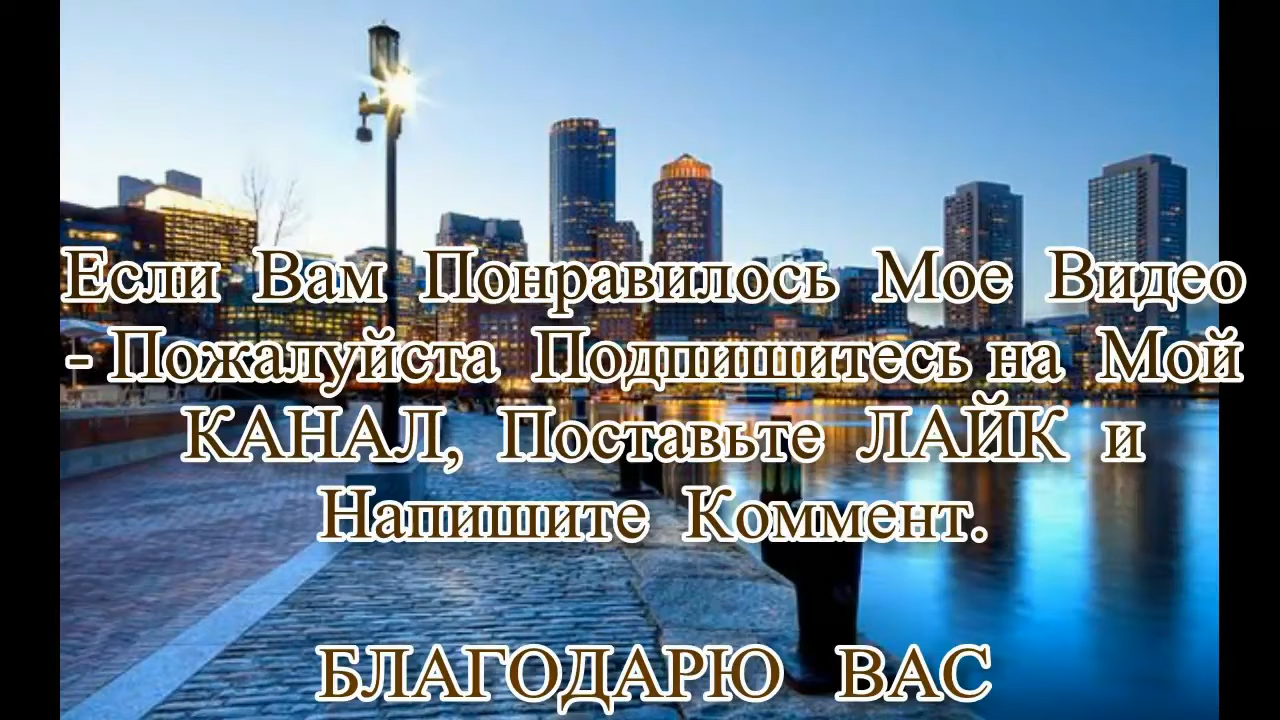 Если Вам Понравилось Мое Видео
- Пожалуйста Подпишитесь на Мой
КАНАЛ, Поставьте ЛАЙК и
Напишите Коммент.
БЛАГОДАРЮ ВАС